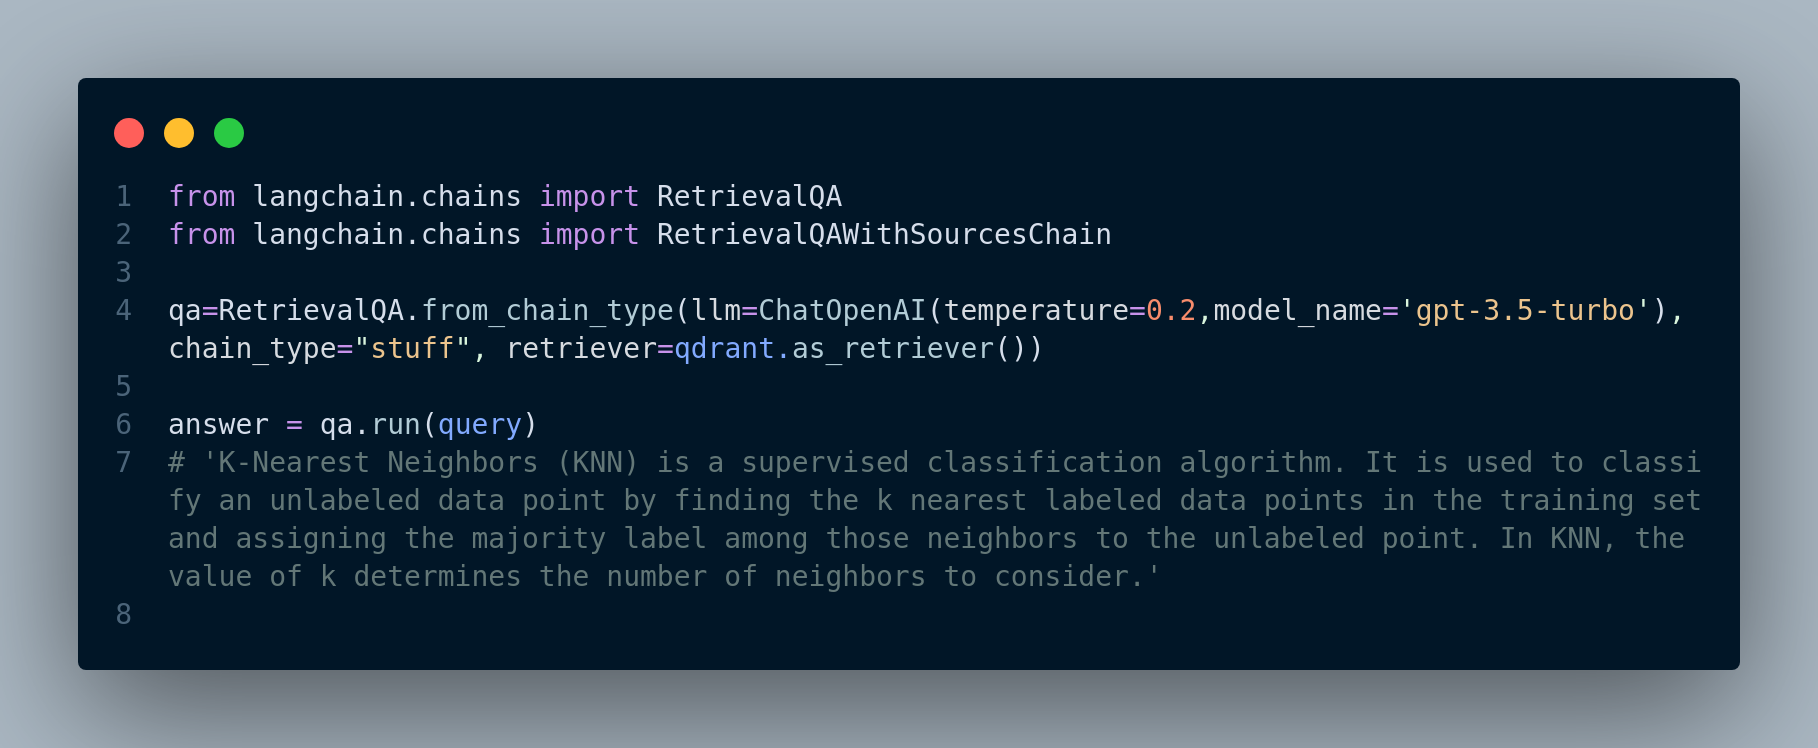 1 from langchain.chains import RetrievalQA
2 from langchain.chains import RetrievalQAWithSourcesChain
3
4 qa=RetrievalQA.from_chain_type(llm=ChatOpenAI(temperature=0.2,model_name='gpt-3.5-turbo'),
chain_type="stuff", retriever=qdrant.as_retriever())
5
6 answer = qa.run(query)
7 # 'K-Nearest Neighbors (KNN) is a supervised classification algorithm. It is used to classi
fy an unlabeled data point by finding the k nearest labeled data points in the training set
and assigning the majority label among those neighbors to the unlabeled point. In KNN, the
value of k determines the number of neighbors to consider.'
8